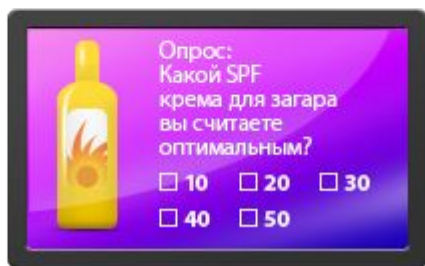 Опрос:
Какой SPF
крема для загара
вы считаете
оптимальным?
10 20 30
40 50